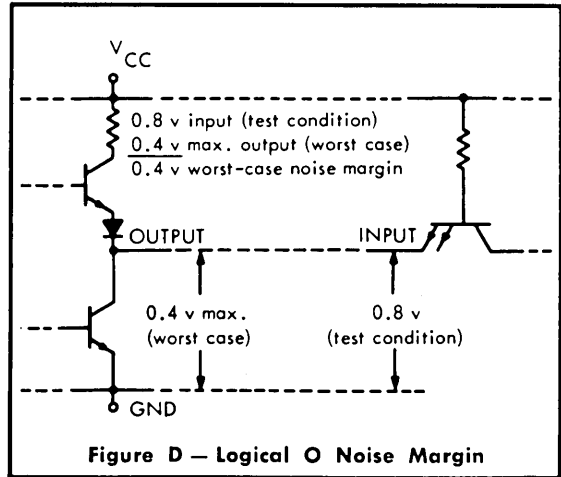 V
CC
0.8 v input (test condition)
0.4 v max. output (worst case)
0.4 v worst-case noise margin
OUTPUT
INPUT
0.4 v max.
(worst case)
0.8 v
(test condition)
GND
Figure D — Logical O Noise Margin